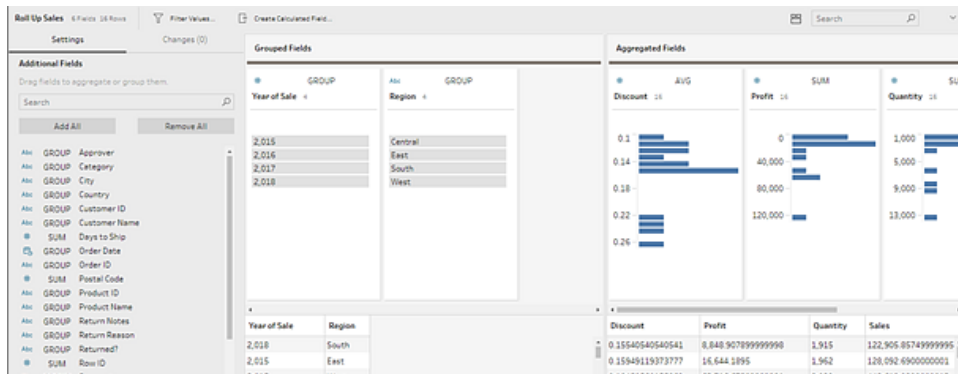 Roll Up Sales 6 Fields 16 Rows Filter Values... Create Calculated Field... Search
Settings Changes (0)
Additional Fields
Drag fields to aggregate or group them.
Search
Add All Remove All
Abc GROUP Approver
Abc GROUP Category
Abc GROUP City
Abc GROUP Country
Abc GROUP Customer ID
Abc GROUP Customer Name
# SUM Days to Ship
GROUP Order Date
Abc GROUP Order ID
# SUM Postal Code
Abc GROUP Product ID
Abc GROUP Product Name
Abc GROUP Return Notes
Abc GROUP Return Reason
Abc GROUP Returned?
# SUM Row ID
Grouped Fields
# GROUP
Year of Sale 4
2,015
2,016
2,017
2,018
Abc GROUP
Region 4
Central
East
South
West
Aggregated Fields
# AVG
Discount 16
0.1
0.14
0.18
0.22
0.26
# SUM
Profit 16
0
40,000
80,000
120,000
# SU
Quantity 16
1,000
5,000
9,000
13,000
Year of Sale Region
2,018 South
2,015 East
Discount Profit Quantity Sales
0.15540540540541 8,848.907899999998 1,915 122,905.85749999995
0.15949119373777 16,644.1895 1,962 128,092.6900000001